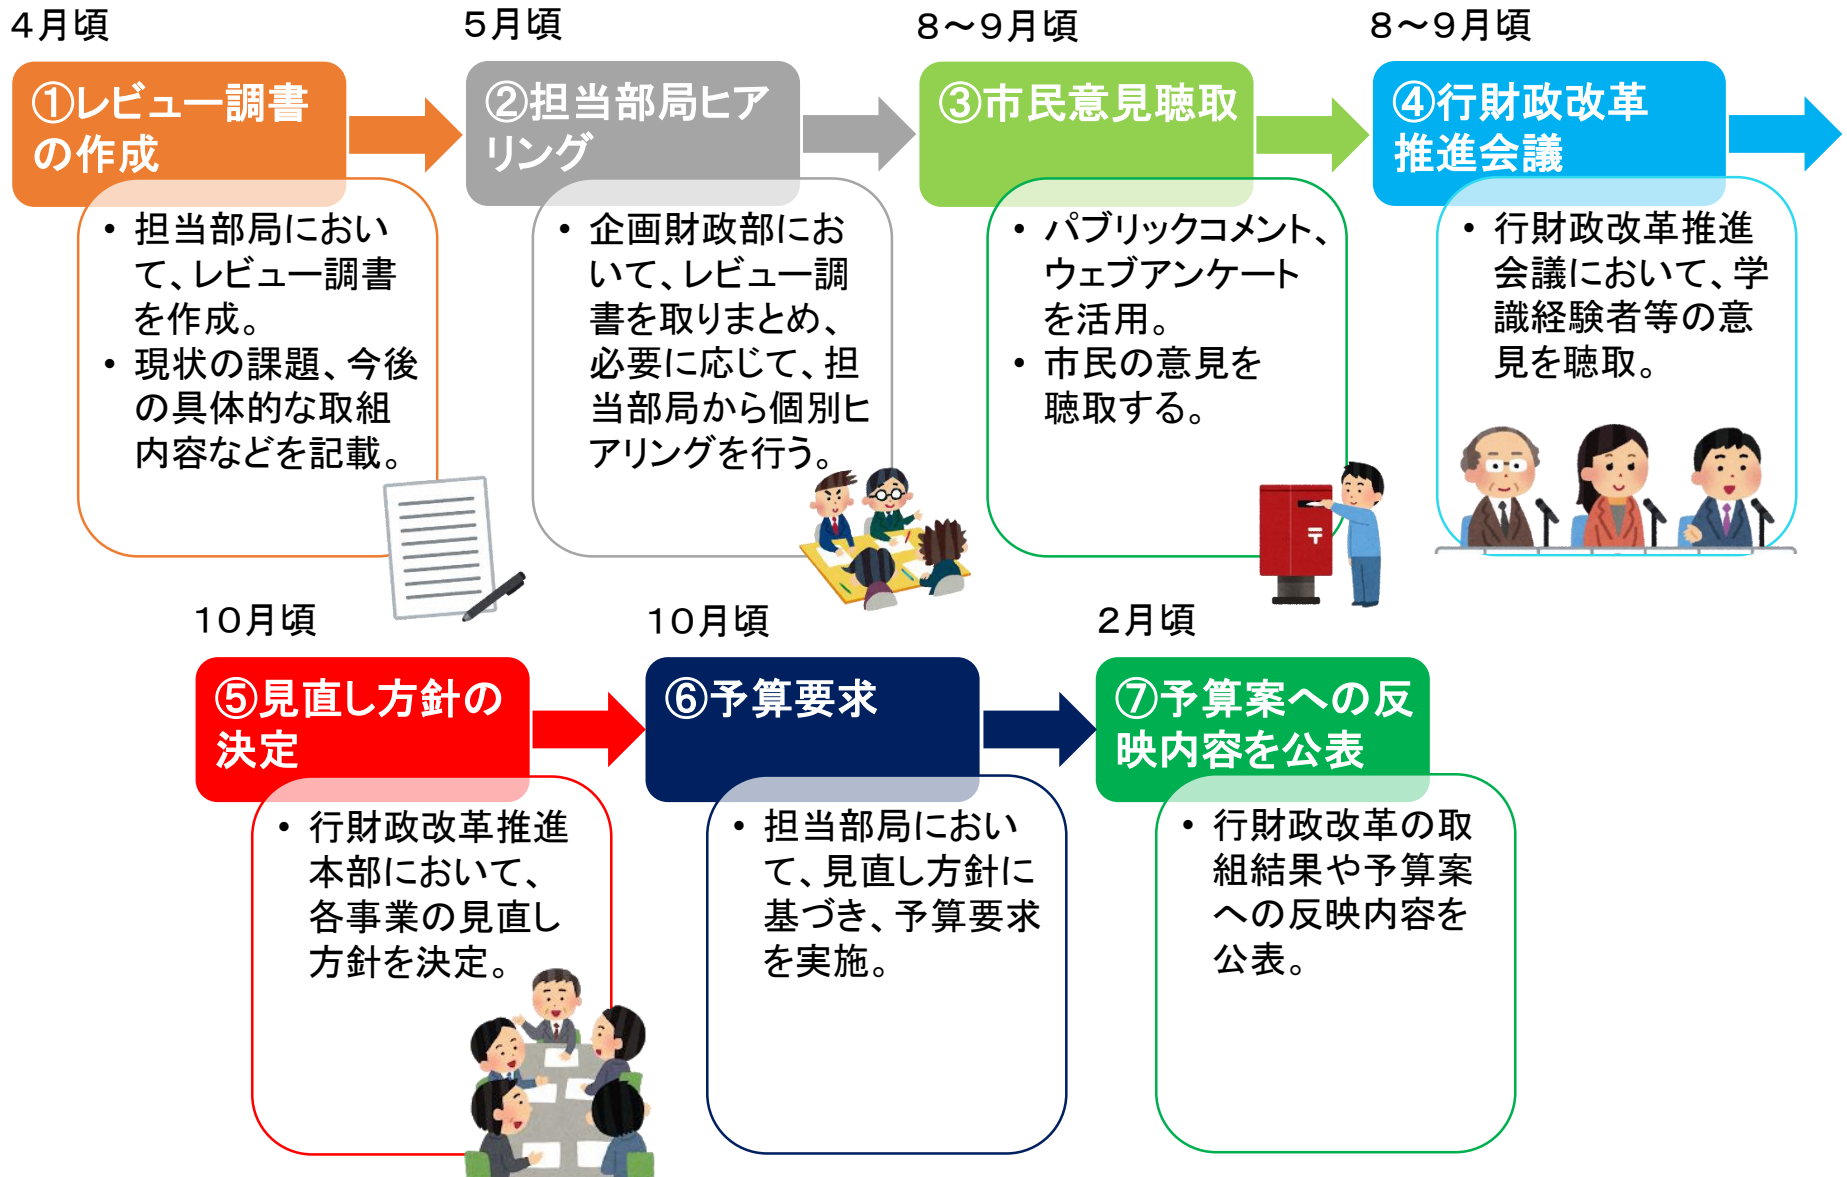 4月頃
①レビュー調書
の作成
• 担当部局におい
て、レビュー調書
を作成。
• 現状の課題、今後
の具体的な取組
内容などを記載。
5月頃
②担当部局ヒア
リング
• 企画財政部にお
いて、レビュー調
書を取りまとめ、
必要に応じて、担
当部局から個別ヒ
アリングを行う。
8～9月頃
③市民意見聴取
• パブリックコメント、
ウェブアンケート
を活用。
• 市民の意見を
聴取する。
〒
8～9月頃
④行財政改革
推進会議
• 行財政改革推進
会議において、学
識経験者等の意
見を聴取。
10月頃
⑤見直し方針の
決定
• 行財政改革推進
本部において、
各事業の見直し
方針を決定。
10月頃
⑥予算要求
• 担当部局におい
て、見直し方針に
基づき、予算要求
を実施。
2月頃
⑦予算案への反
映内容を公表
• 行財政改革の取
組結果や予算案
への反映内容を
公表。